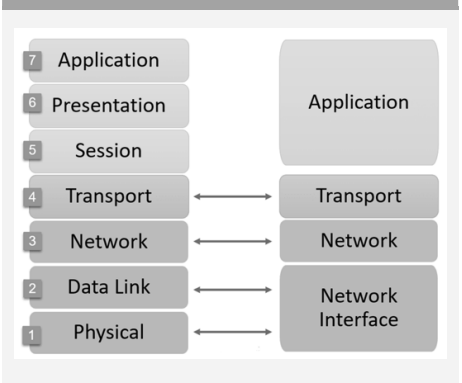 7 Application
6 Presentation
5 Session
4 Transport
3 Network
2 Data Link
1 Physical
Application
Transport
Network
Network
Interface